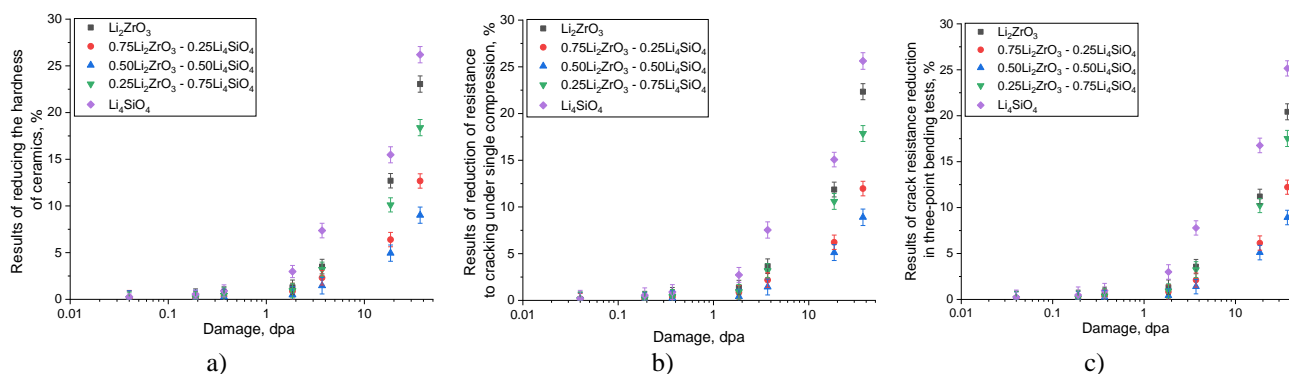 Results of reducing the hardness
of ceramics, %
30
25
20
15
10
5
0
Li₂ZrO₃
0.75Li₂ZrO₃ - 0.25Li₄SiO₄
0.50Li₂ZrO₃ - 0.50Li₄SiO₄
0.25Li₂ZrO₃ - 0.75Li₄SiO₄
Li₄SiO₄
0.01
0.1
1
10
Damage, dpa
a)
Results of reduction of resistance
to cracking under single compression, %
30
25
20
15
10
5
0
Li₂ZrO₃
0.75Li₂ZrO₃ - 0.25Li₄SiO₄
0.50Li₂ZrO₃ - 0.50Li₄SiO₄
0.25Li₂ZrO₃ - 0.75Li₄SiO₄
Li₄SiO₄
0.01
0.1
1
10
Damage, dpa
b)
Results of crack resistance reduction
in three-point bending tests, %
30
25
20
15
10
5
0
Li₂ZrO₃
0.75Li₂ZrO₃ - 0.25Li₄SiO₄
0.50Li₂ZrO₃ - 0.50Li₄SiO₄
0.25Li₂ZrO₃ - 0.75Li₄SiO₄
Li₄SiO₄
0.01
0.1
1
10
Damage, dpa
c)